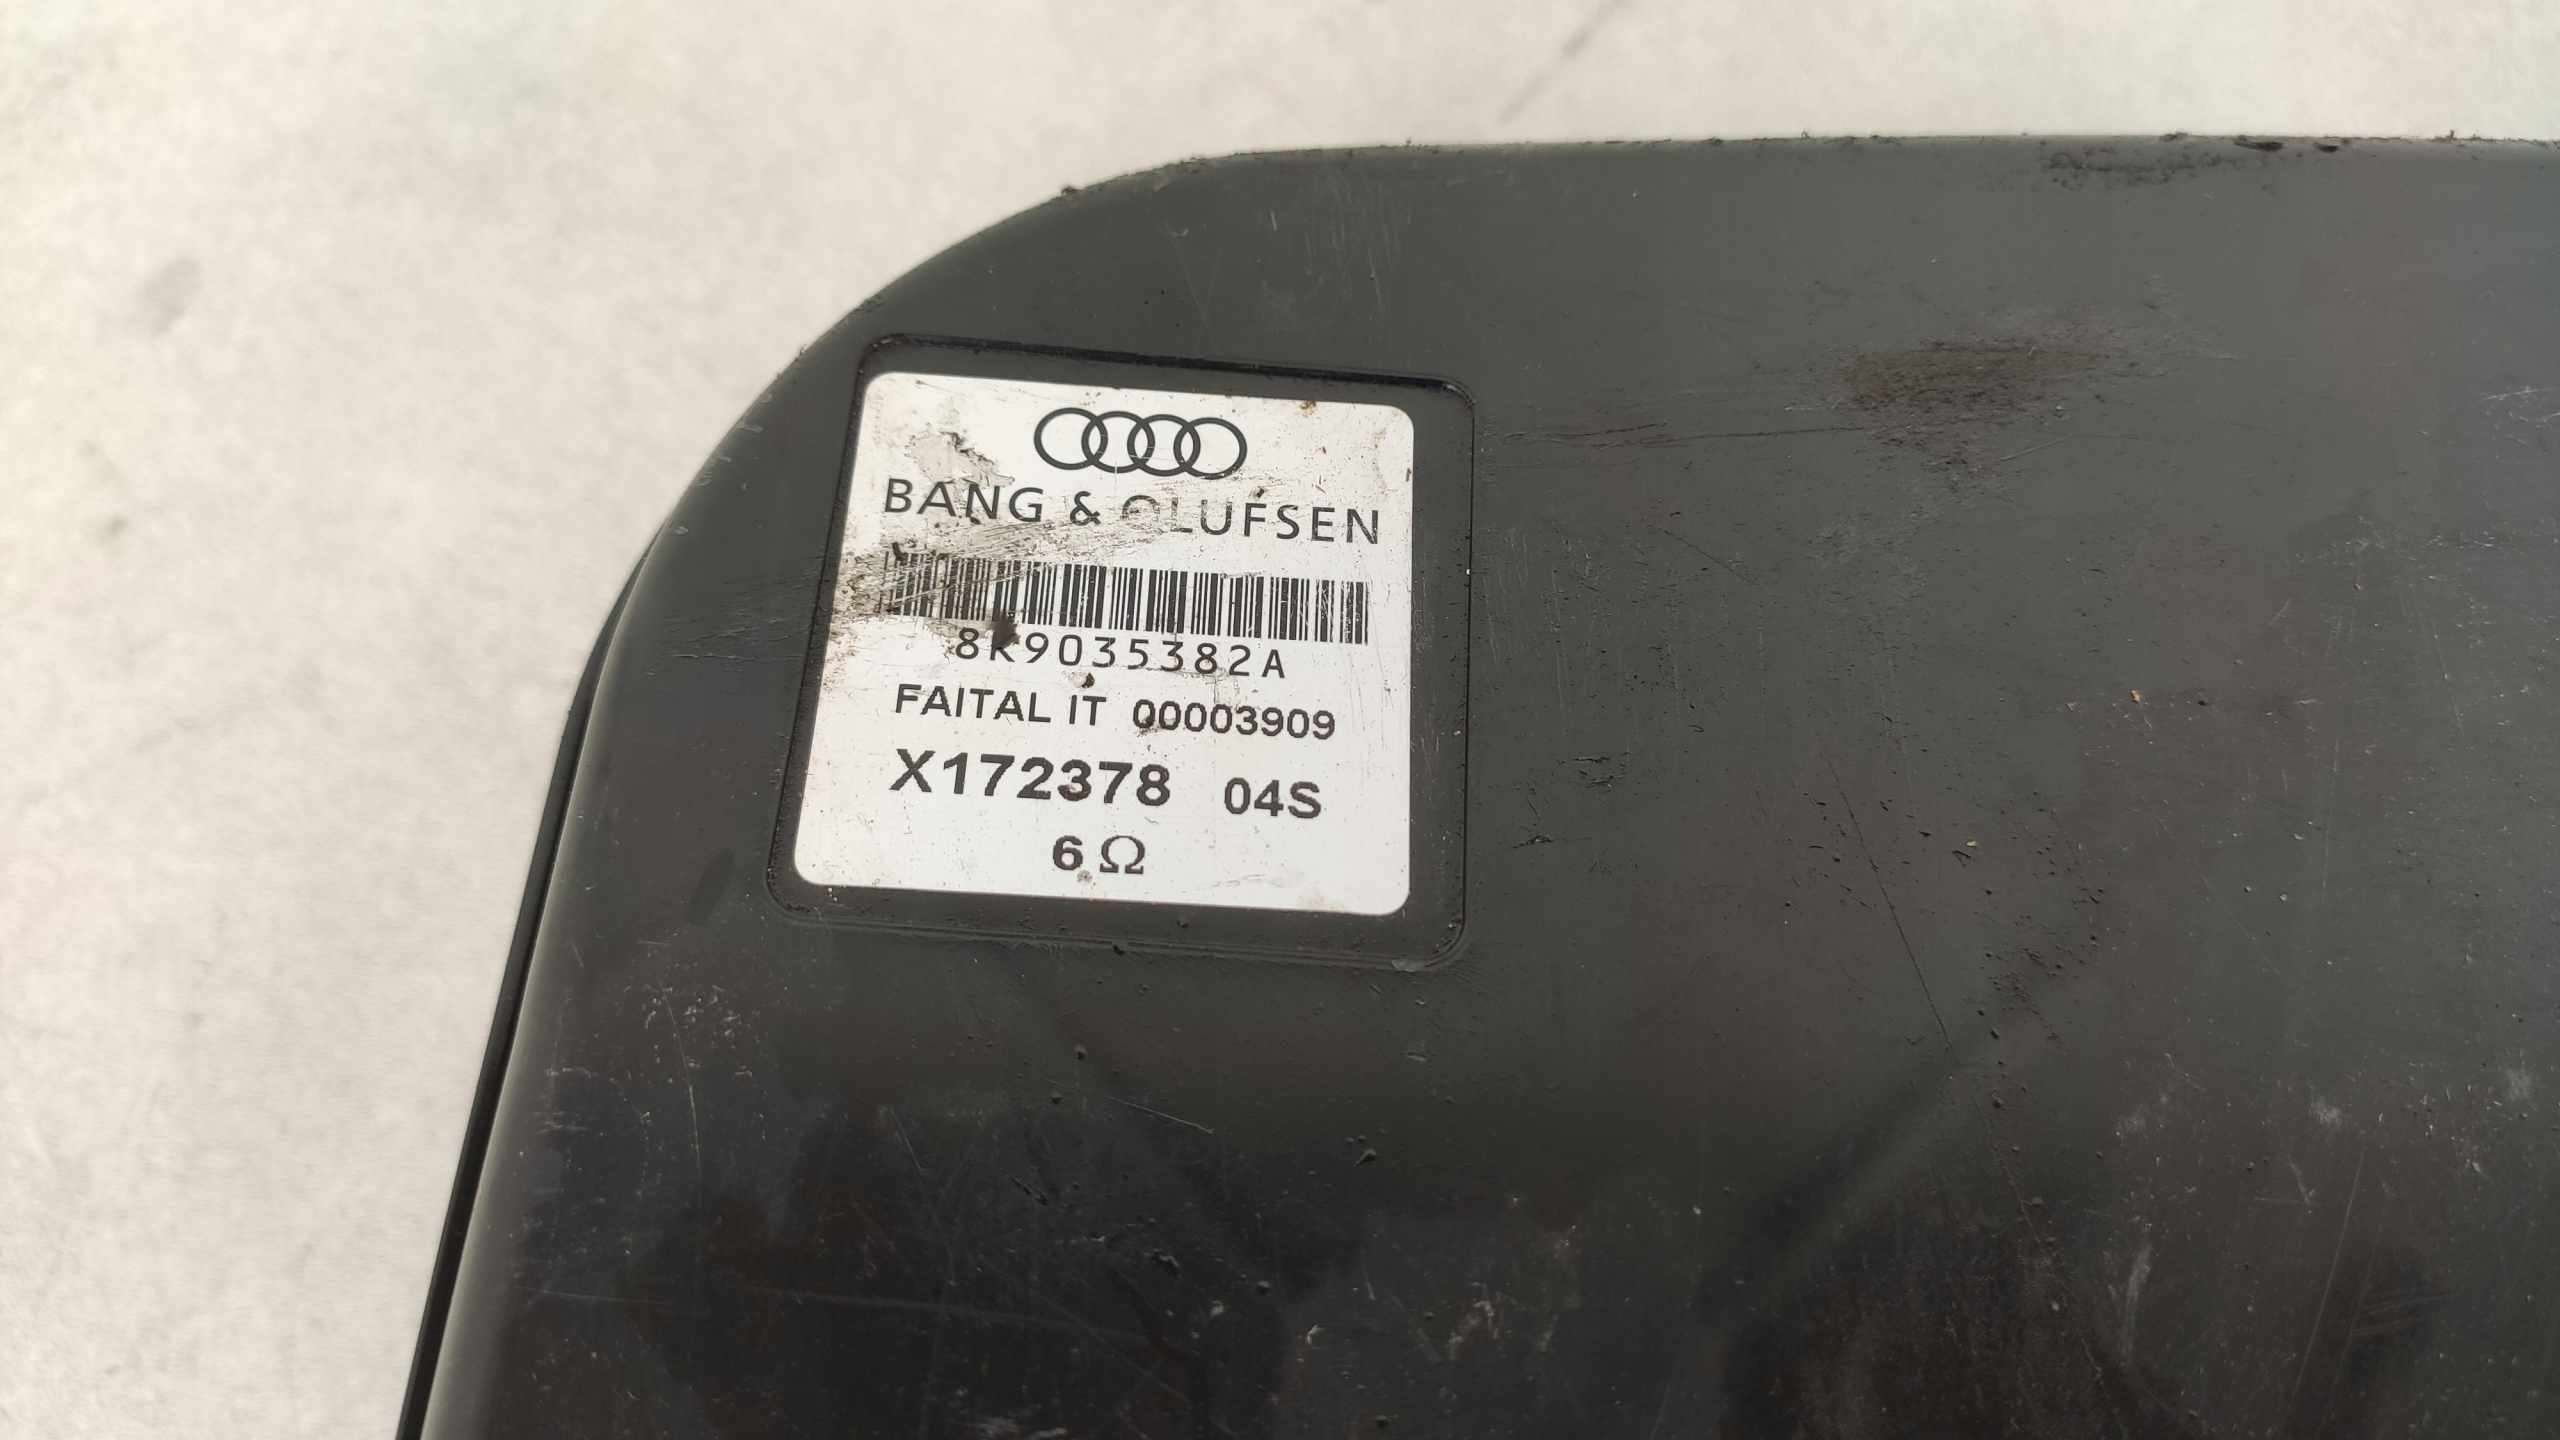 BANG & OLUFSEN
8K9035382A
FAITAL IT 00003909
X172378 04S
6 Ω